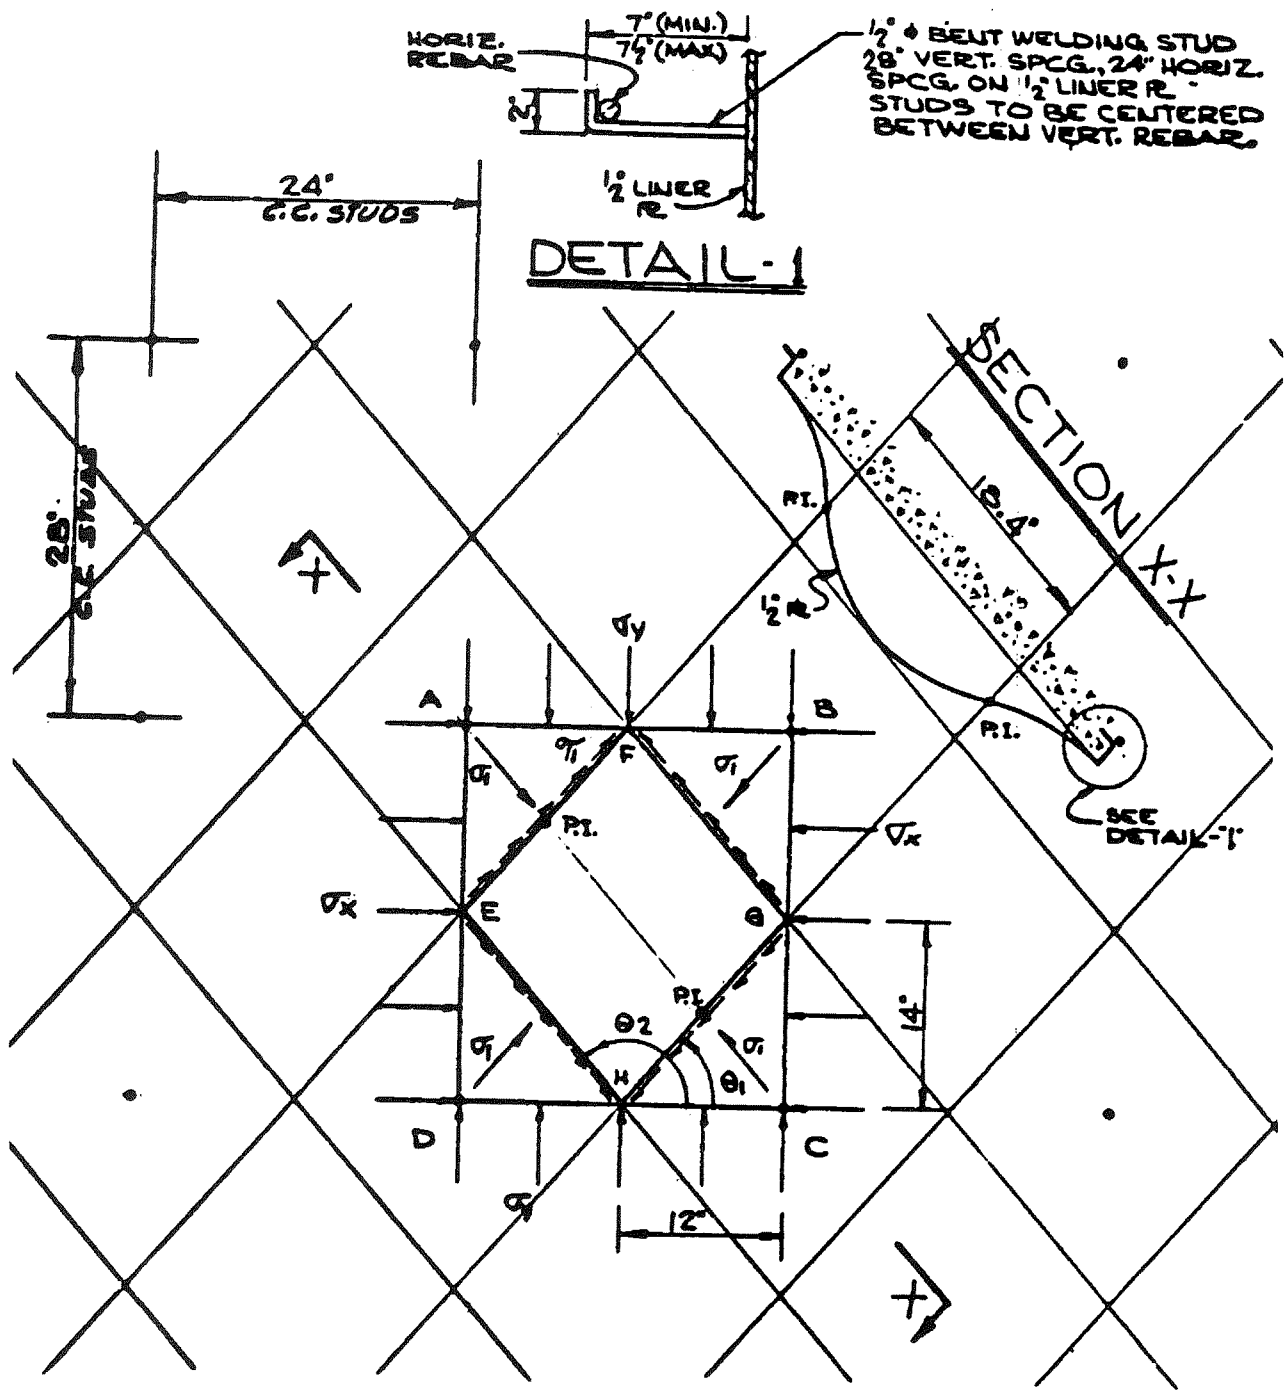 HORIZ.
REBAR
7" (MIN.)
7½" (MAX)
2"
½" ϕ BENT WELDING STUD
28" VERT. SPCG., 24" HORIZ.
SPCG. ON ½" LINER PL
STUDS TO BE CENTERED
BETWEEN VERT. REBAR.
½" LINER
PL
DETAIL-1
24"
C.C. STUDS
28"
C.C. STUDS
SECTION X-X
18.4"
P.I.
½" PL
P.I.
SEE
DETAIL-"1"
X
σy
A
B
σ1
σ1
F
σ1
P.I.
σx
σx
E
G
P.I.
14"
σ1
θ2
σ1
H
θ1
D
C
σy
12"
X